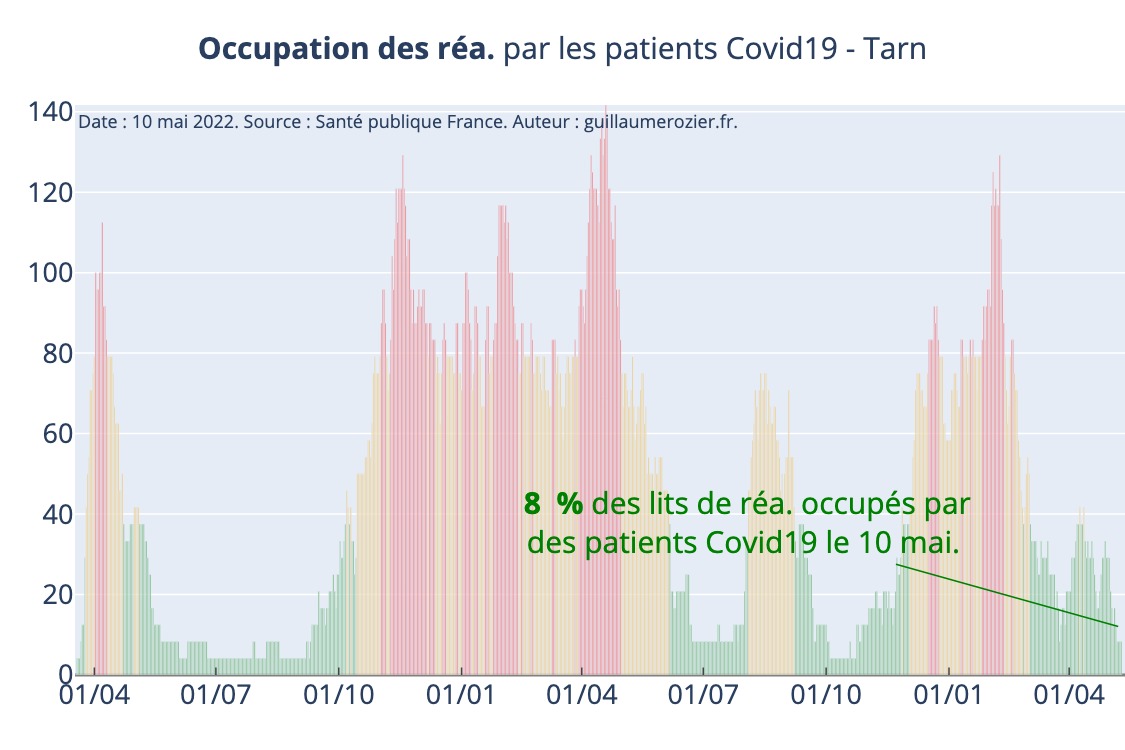 Occupation des réa. par les patients Covid19 - Tarn
140
Date : 10 mai 2022. Source : Santé publique France. Auteur : guillaumerozier.fr.
120
100
80
60
40
20
0
8 % des lits de réa. occupés par
des patients Covid19 le 10 mai.
01/04 01/07 01/10 01/01 01/04 01/07 01/10 01/01 01/04